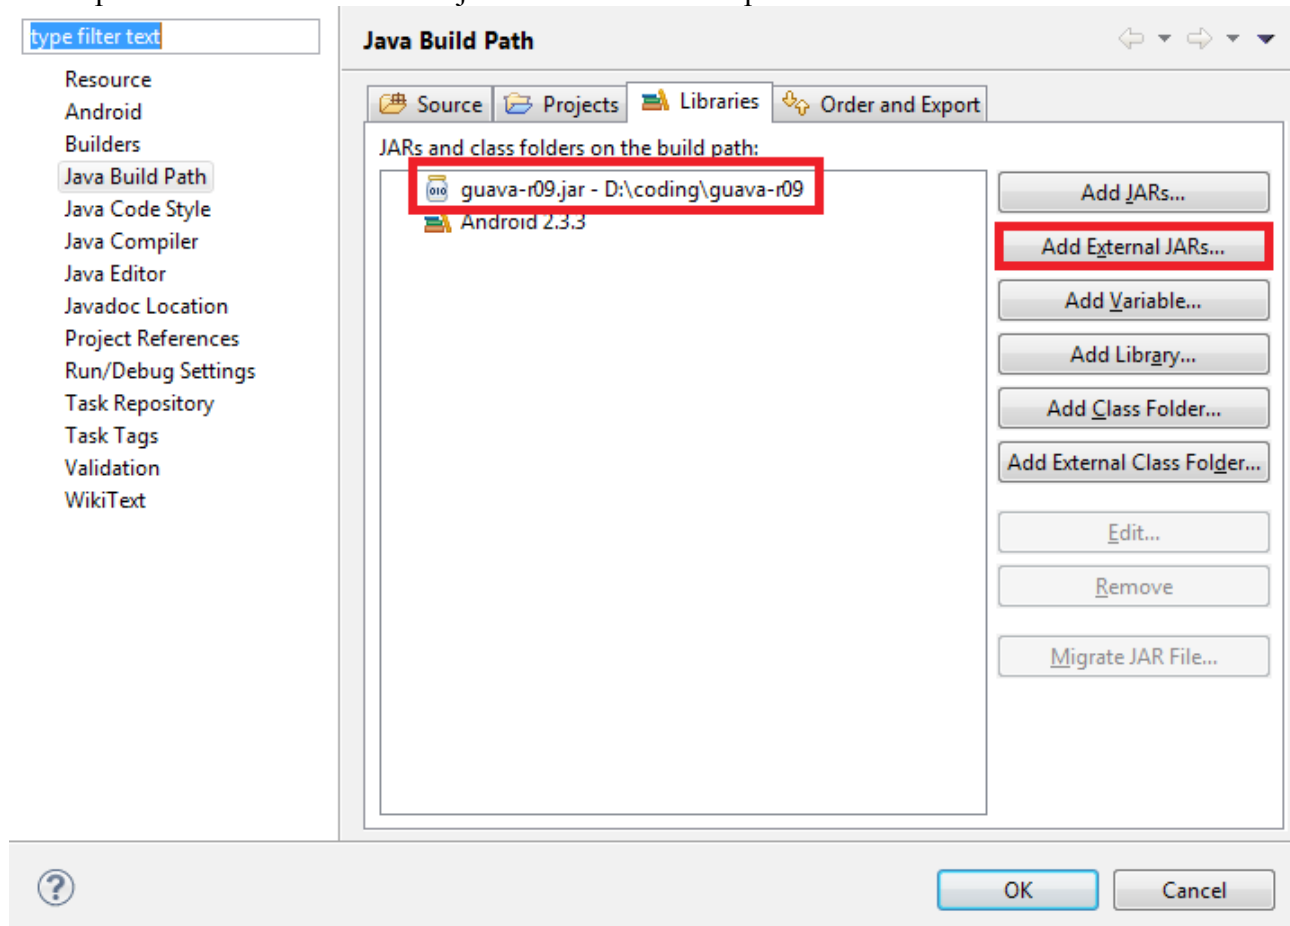 type filter text
Java Build Path
Resource
Android
Builders
Java Build Path
Java Code Style
Java Compiler
Java Editor
Javadoc Location
Project References
Run/Debug Settings
Task Repository
Task Tags
Validation
WikiText
Source Projects Libraries Order and Export
JARs and class folders on the build path:
guava-r09.jar - D:\coding\guava-r09
Android 2.3.3
Add JARs...
Add External JARs...
Add Variable...
Add Library...
Add Class Folder...
Add External Class Folder...
Edit...
Remove
Migrate JAR File...
OK Cancel